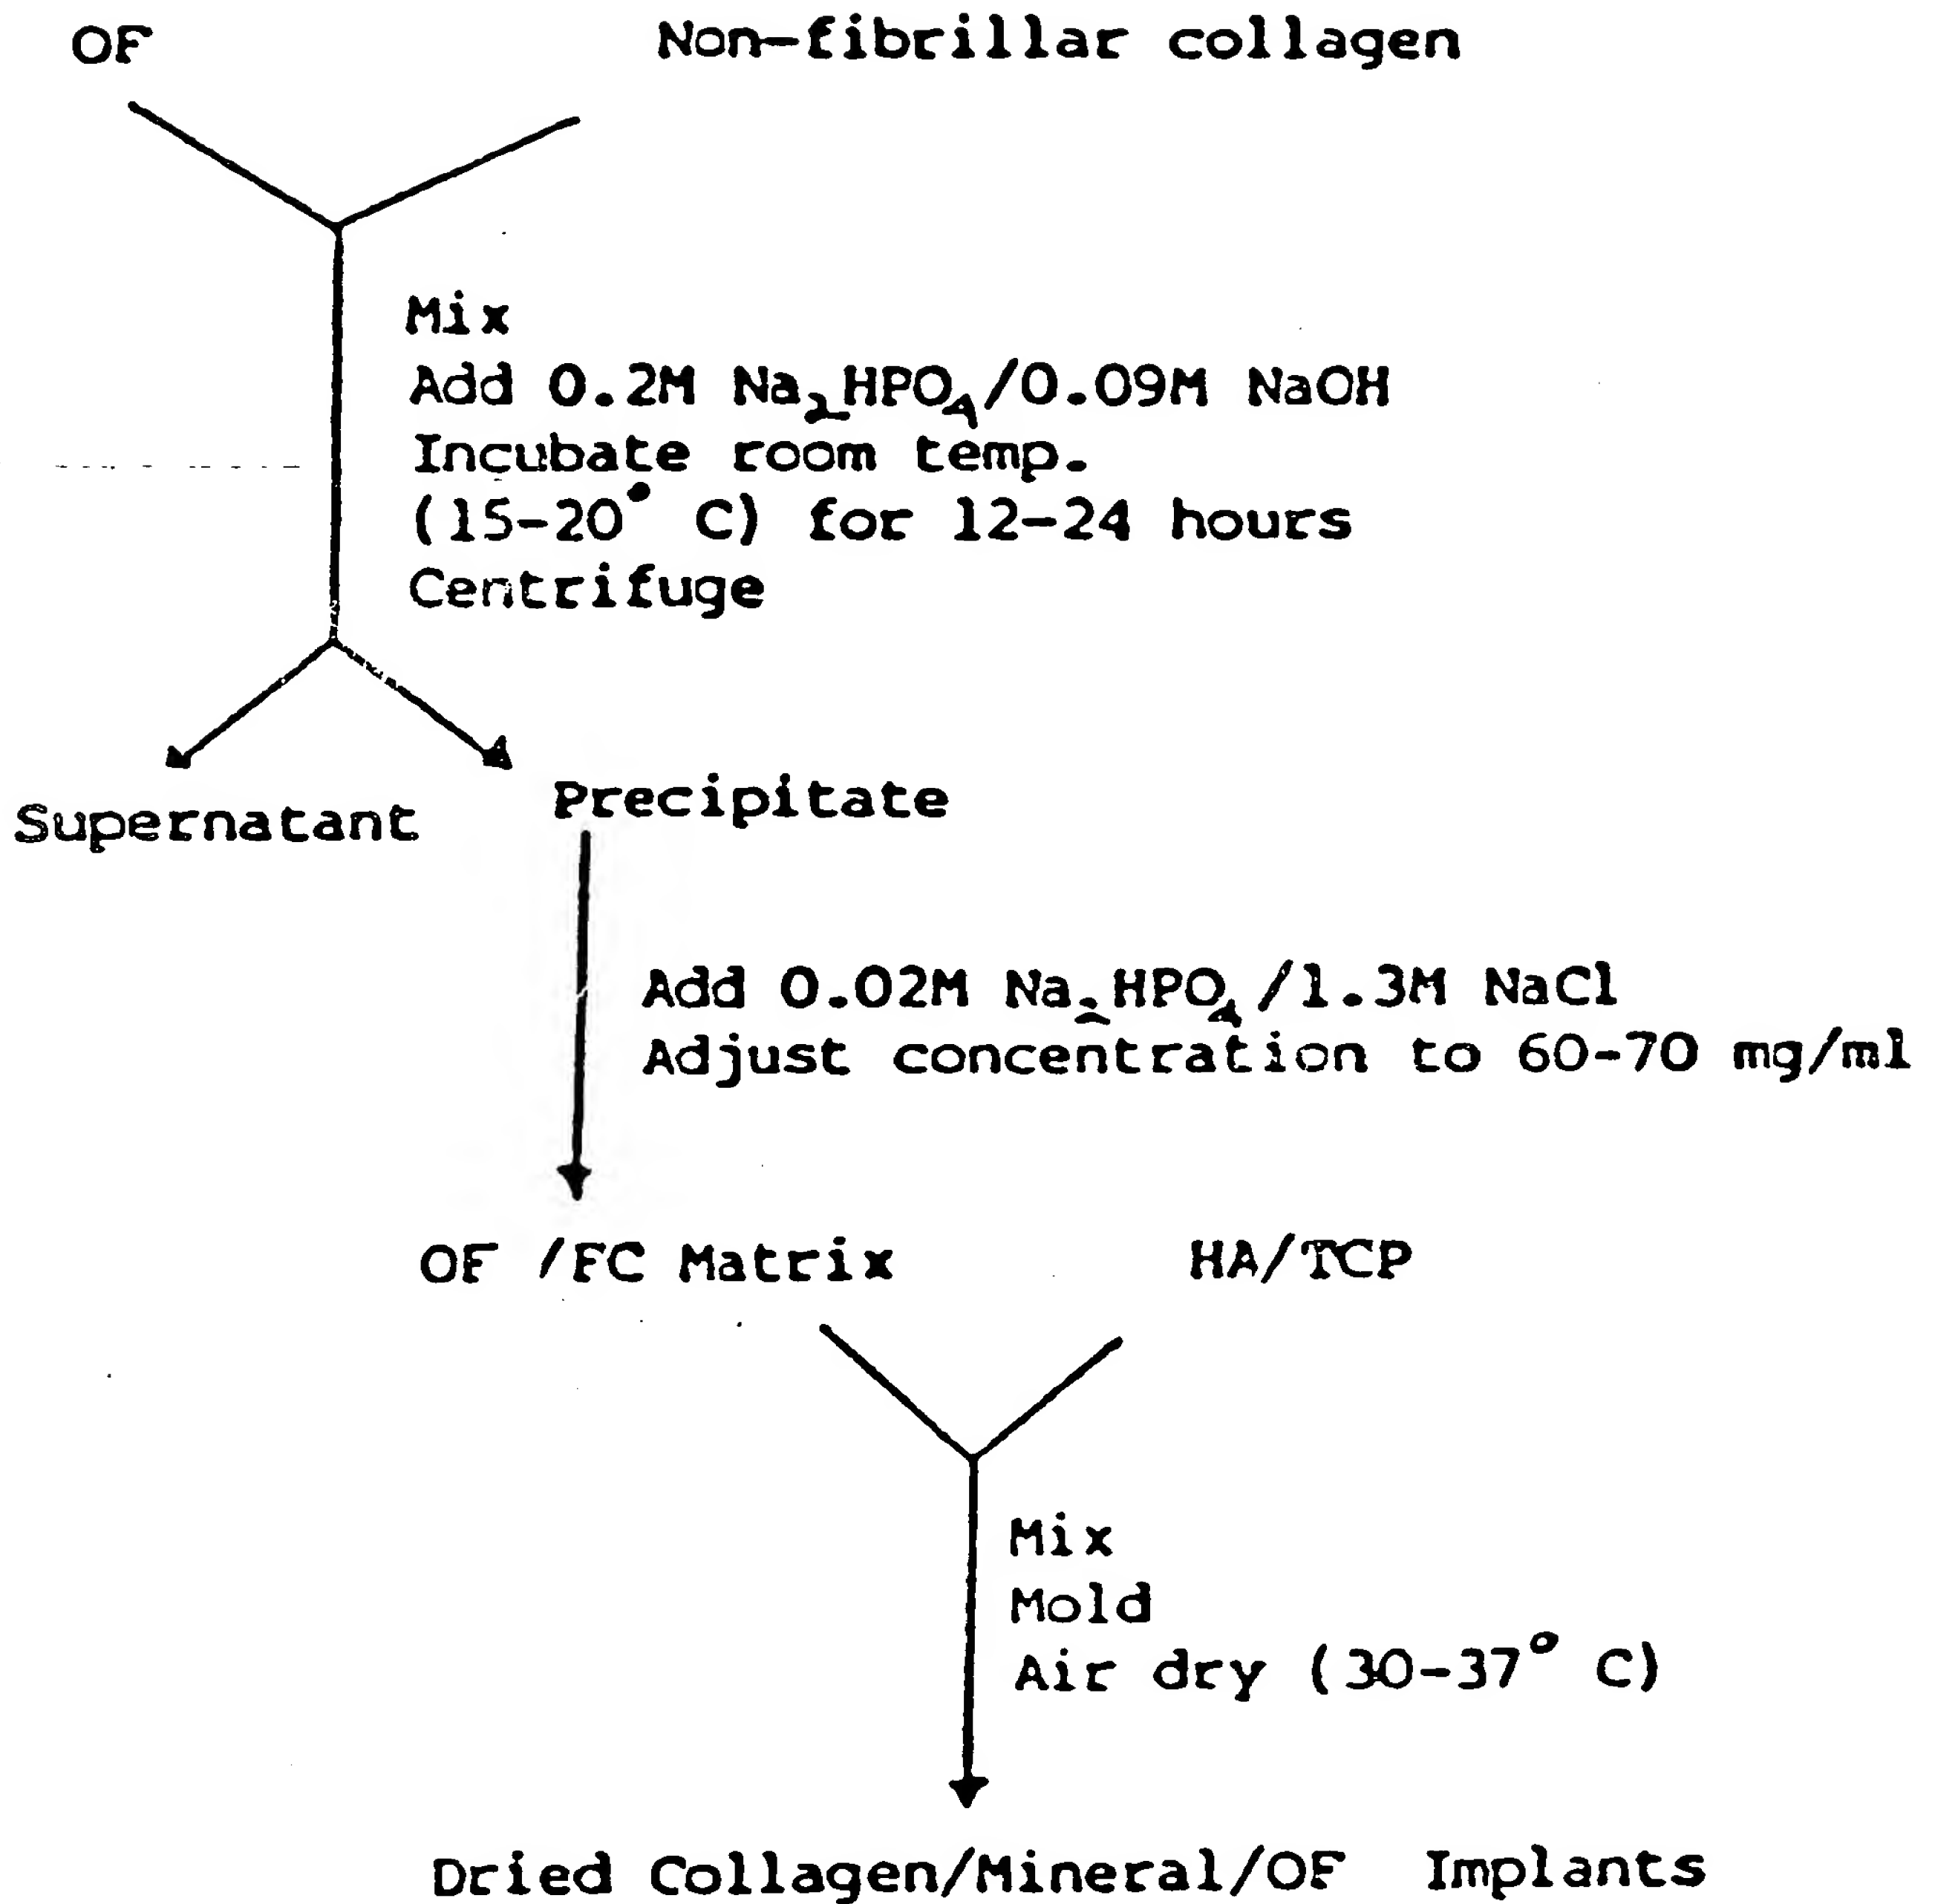 OF Non-fibrillar collagen
Mix
Add 0.2M Na₂HPO₄/0.09M NaOH
Incubate room temp.
(15-20° C) for 12-24 hours
Centrifuge
Supernatant Precipitate
Add 0.02M Na₂HPO₄/1.3M NaCl
Adjust concentration to 60-70 mg/ml
OF /FC Matrix HA/TCP
Mix
Mold
Air dry (30-37° C)
Dried Collagen/Mineral/OF Implants